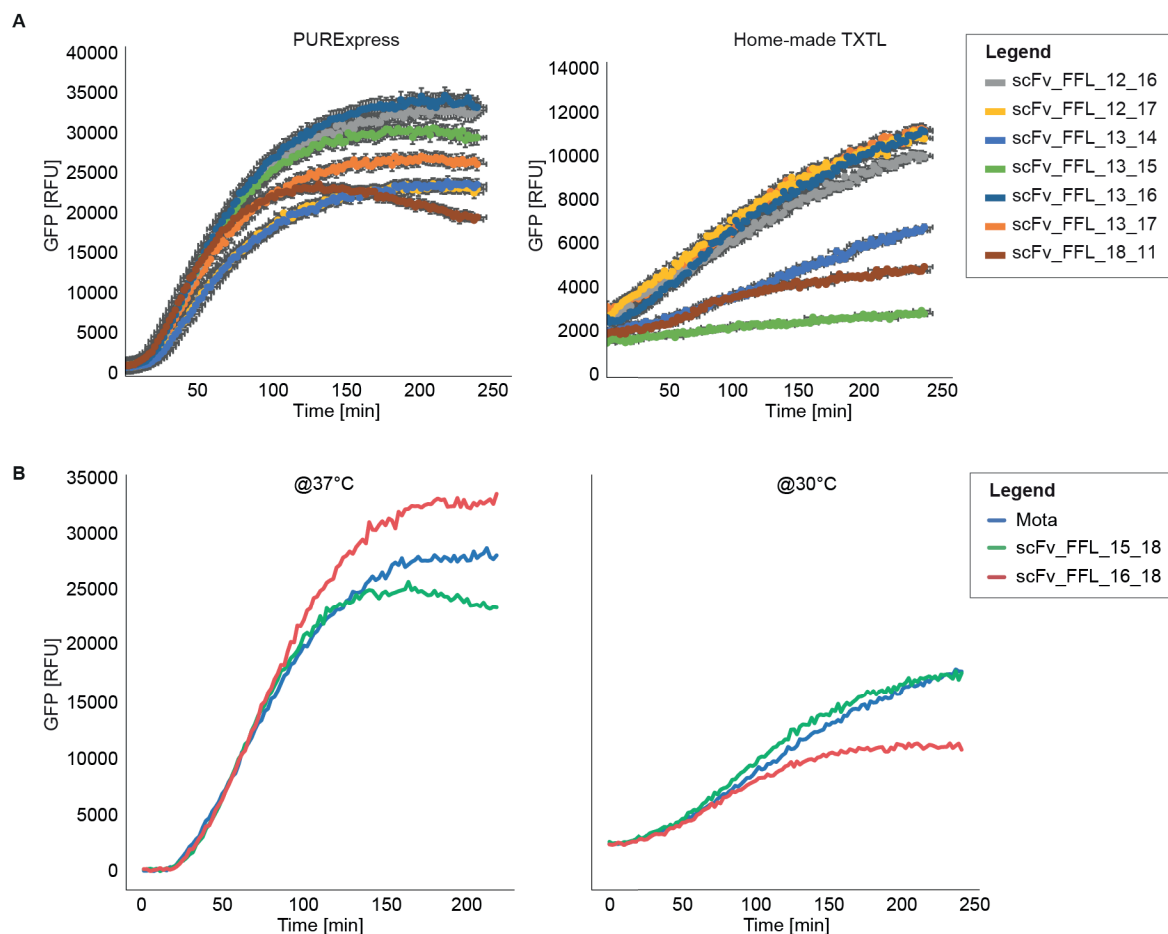 A
PURExpress
Home-made TXTL
40000
35000
30000
25000
20000
15000
10000
5000
0
GFP [RFU]
50
100
150
200
250
Time [min]
14000
12000
10000
8000
6000
4000
2000
0
GFP [RFU]
50
100
150
200
250
Time [min]
Legend
scFv_FFL_12_16
scFv_FFL_12_17
scFv_FFL_13_14
scFv_FFL_13_15
scFv_FFL_13_16
scFv_FFL_13_17
scFv_FFL_18_11
B
@37°C
@30°C
35000
30000
25000
20000
15000
10000
5000
0
GFP [RFU]
0
50
100
150
200
Time [min]
0
50
100
150
200
250
Time [min]
Legend
Mota
scFv_FFL_15_18
scFv_FFL_16_18